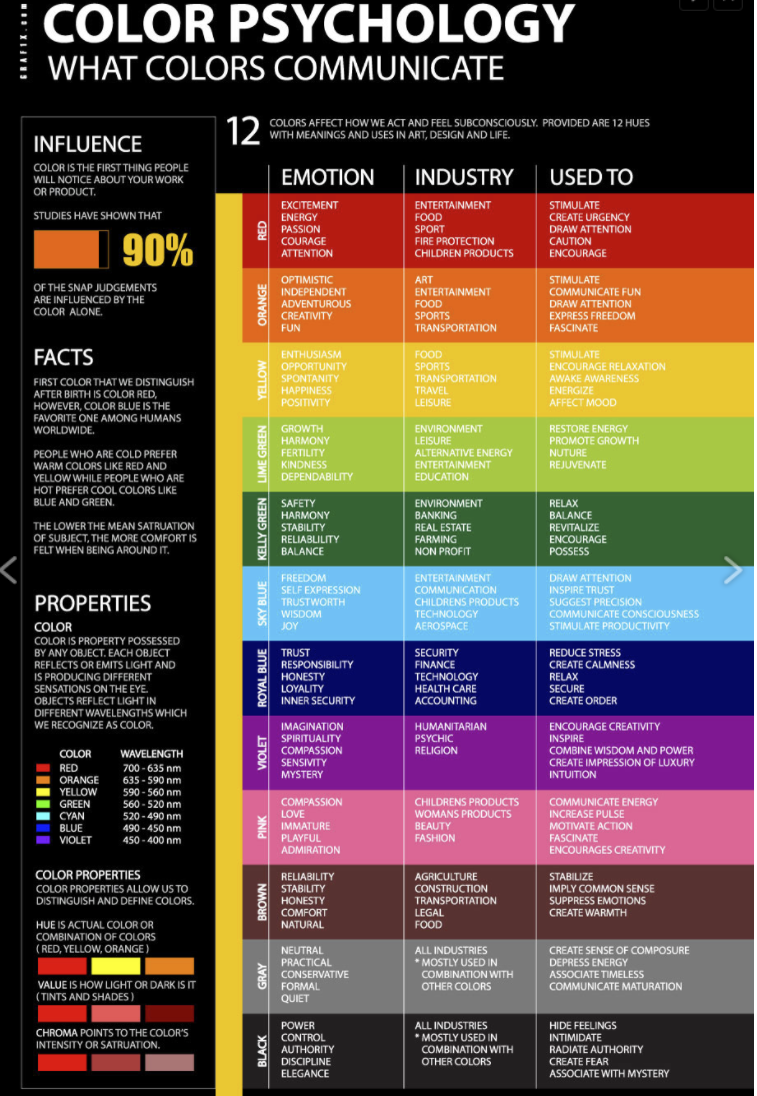 GRAFIX.COM
COLOR PSYCHOLOGY
WHAT COLORS COMMUNICATE
INFLUENCE
COLOR IS THE FIRST THING PEOPLE
WILL NOTICE ABOUT YOUR WORK
OR PRODUCT.
STUDIES HAVE SHOWN THAT
90%
OF THE SNAP JUDGEMENTS
ARE INFLUENCED BY THE
COLOR ALONE.
FACTS
FIRST COLOR THAT WE DISTINGUISH
AFTER BIRTH IS COLOR RED,
HOWEVER, COLOR BLUE IS THE
FAVORITE ONE AMONG HUMANS
WORLDWIDE.
PEOPLE WHO ARE COLD PREFER
WARM COLORS LIKE RED AND
YELLOW WHILE PEOPLE WHO ARE
HOT PREFER COOL COLORS LIKE
BLUE AND GREEN.
THE LOWER THE MEAN SATRUATION
OF SUBJECT, THE MORE COMFORT IS
FELT WHEN BEING AROUND IT.
PROPERTIES
COLOR
COLOR IS PROPERTY POSSESSED
BY ANY OBJECT. EACH OBJECT
REFLECTS OR EMITS LIGHT AND
IS PRODUCING DIFFERENT
SENSATIONS ON THE EYE.
OBJECTS REFLECT LIGHT IN
DIFFERENT WAVELENGTHS WHICH
WE RECOGNIZE AS COLOR.
COLOR WAVELENGTH
RED 700 - 635 nm
ORANGE 635 - 590 nm
YELLOW 590 - 560 nm
GREEN 560 - 520 nm
CYAN 520 - 490 nm
BLUE 490 - 450 nm
VIOLET 450 - 400 nm
COLOR PROPERTIES
COLOR PROPERTIES ALLOW US TO
DISTINGUISH AND DEFINE COLORS.
HUE IS ACTUAL COLOR OR
COMBINATION OF COLORS
( RED, YELLOW, ORANGE )
VALUE IS HOW LIGHT OR DARK IS IT
( TINTS AND SHADES )
CHROMA POINTS TO THE COLOR'S
INTENSITY OR SATRUATION.
12
COLORS AFFECT HOW WE ACT AND FEEL SUBCONSCIOUSLY. PROVIDED ARE 12 HUES
WITH MEANINGS AND USES IN ART, DESIGN AND LIFE.
EMOTION INDUSTRY USED TO
RED
EXCITEMENT ENTERTAINMENT STIMULATE
ENERGY FOOD CREATE URGENCY
PASSION SPORT DRAW ATTENTION
COURAGE FIRE PROTECTION CAUTION
ATTENTION CHILDREN PRODUCTS ENCOURAGE
ORANGE
OPTIMISTIC ART STIMULATE
INDEPENDENT ENTERTAINMENT COMMUNICATE FUN
ADVENTUROUS FOOD DRAW ATTENTION
CREATIVITY SPORTS EXPRESS FREEDOM
FUN TRANSPORTATION FASCINATE
YELLOW
ENTHUSIASM FOOD STIMULATE
OPPORTUNITY SPORTS ENCOURAGE RELAXATION
SPONTANITY TRANSPORTATION AWAKE AWARENESS
HAPPINESS TRAVEL ENERGIZE
POSITIVITY LEISURE AFFECT MOOD
LIME GREEN
GROWTH ENVIRONMENT RESTORE ENERGY
HARMONY LEISURE PROMOTE GROWTH
FERTILITY ALTERNATIVE ENERGY NUTURE
KINDNESS ENTERTAINMENT REJUVENATE
DEPENDABILITY EDUCATION
KELLY GREEN
SAFETY ENVIRONMENT RELAX
HARMONY BANKING BALANCE
STABILITY REAL ESTATE REVITALIZE
RELIABLILITY FARMING ENCOURAGE
BALANCE NON PROFIT POSSESS
SKY BLUE
FREEDOM ENTERTAINMENT DRAW ATTENTION
SELF EXPRESSION COMMUNICATION INSPIRE TRUST
TRUSTWORTH CHILDRENS PRODUCTS SUGGEST PRECISION
WISDOM TECHNOLOGY COMMUNICATE CONSCIOUSNESS
JOY AEROSPACE STIMULATE PRODUCTIVITY
ROYAL BLUE
TRUST SECURITY REDUCE STRESS
RESPONSIBILITY FINANCE CREATE CALMNESS
HONESTY TECHNOLOGY RELAX
LOYALITY HEALTH CARE SECURE
INNER SECURITY ACCOUNTING CREATE ORDER
VIOLET
IMAGINATION HUMANITARIAN ENCOURAGE CREATIVITY
SPIRITUALITY PSYCHIC INSPIRE
COMPASSION RELIGION COMBINE WISDOM AND POWER
SENSIVITY CREATE IMPRESSION OF LUXURY
MYSTERY INTUITION
PINK
COMPASSION CHILDRENS PRODUCTS COMMUNICATE ENERGY
LOVE WOMANS PRODUCTS INCREASE PULSE
IMMATURE BEAUTY MOTIVATE ACTION
PLAYFUL FASHION FASCINATE
ADMIRATION ENCOURAGES CREATIVITY
BROWN
RELIABILITY AGRICULTURE STABILIZE
STABILITY CONSTRUCTION IMPLY COMMON SENSE
HONESTY TRANSPORTATION SUPPRESS EMOTIONS
COMFORT LEGAL CREATE WARMTH
NATURAL FOOD
GRAY
NEUTRAL ALL INDUSTRIES CREATE SENSE OF COMPOSURE
PRACTICAL * MOSTLY USED IN DEPRESS ENERGY
CONSERVATIVE COMBINATION WITH ASSOCIATE TIMELESS
FORMAL OTHER COLORS COMMUNICATE MATURATION
QUIET
BLACK
POWER ALL INDUSTRIES HIDE FEELINGS
CONTROL * MOSTLY USED IN INTIMIDATE
AUTHORITY COMBINATION WITH RADIATE AUTHORITY
DISCIPLINE OTHER COLORS CREATE FEAR
ELEGANCE ASSOCIATE WITH MYSTERY